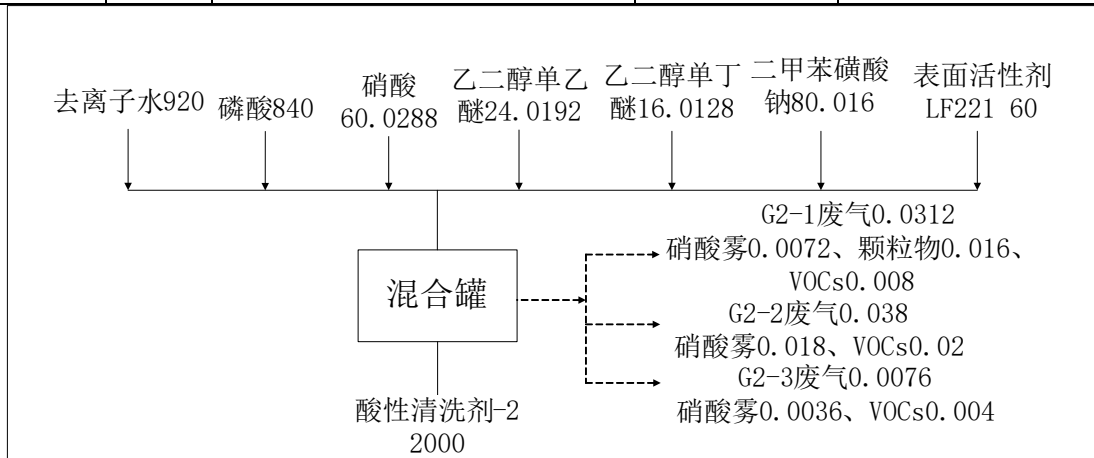 去离子水920
磷酸840
硝酸
60.0288
乙二醇单乙
醚24.0192
乙二醇单丁
醚16.0128
二甲苯磺酸
钠80.016
表面活性剂
LF221 60
混合罐
G2-1废气0.0312
硝酸雾0.0072、颗粒物0.016、
VOCs0.008
G2-2废气0.038
硝酸雾0.018、VOCs0.02
G2-3废气0.0076
硝酸雾0.0036、VOCs0.004
酸性清洗剂-2
2000